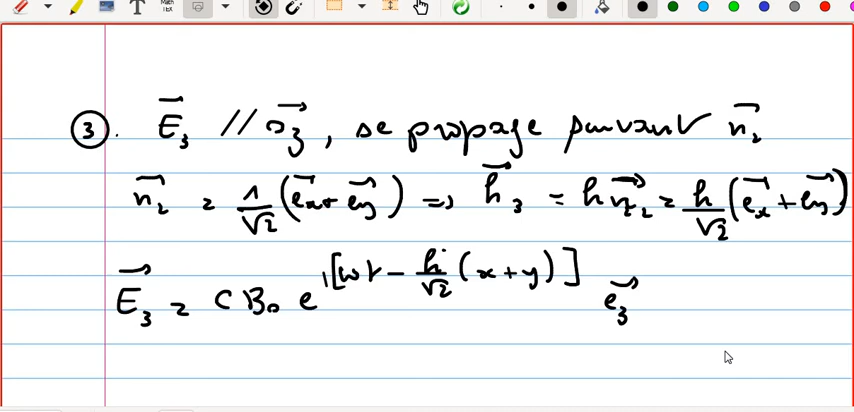 ③. E₃ // Oz, se propage suivant n₂
n₂ = 1/√2 (eₓ + e_y) => k₃ = k n₂ = k/√2 (eₓ + e_y)
E₃ = C B₀ e^{i[ωt - k/√2 (x+y)]} e_z